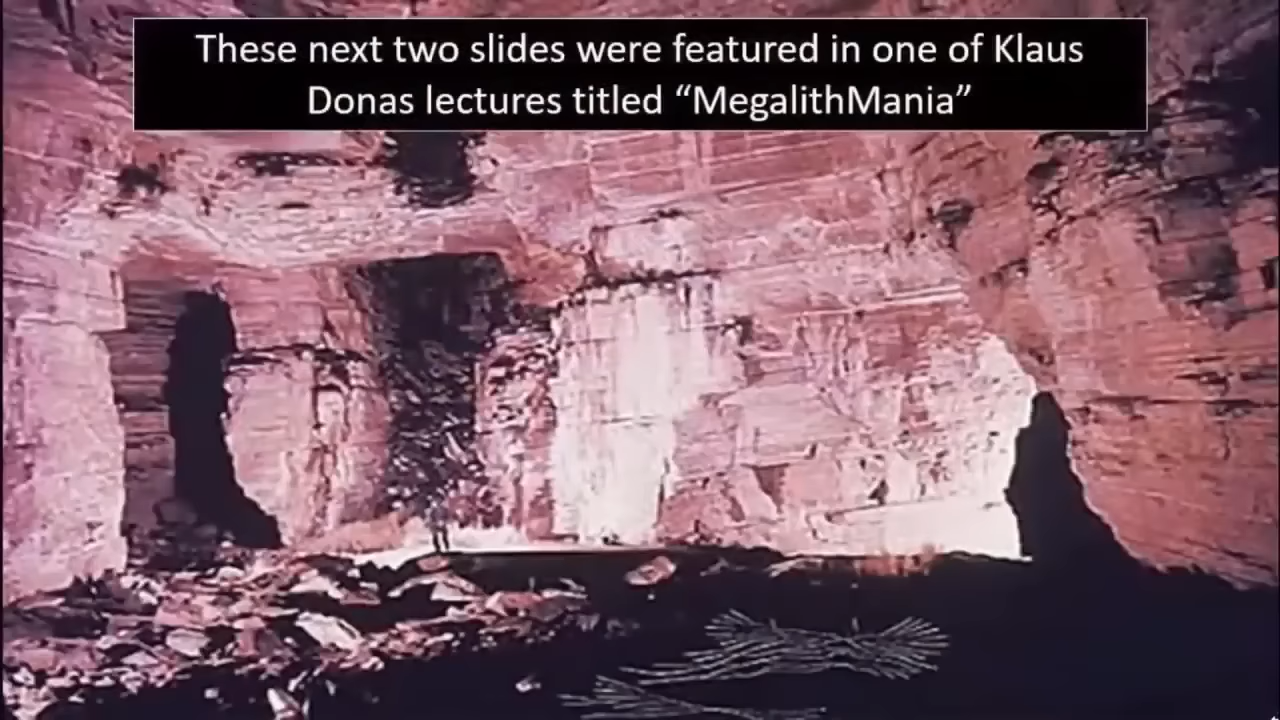 These next two slides were featured in one of Klaus
Donas lectures titled “MegalithMania”